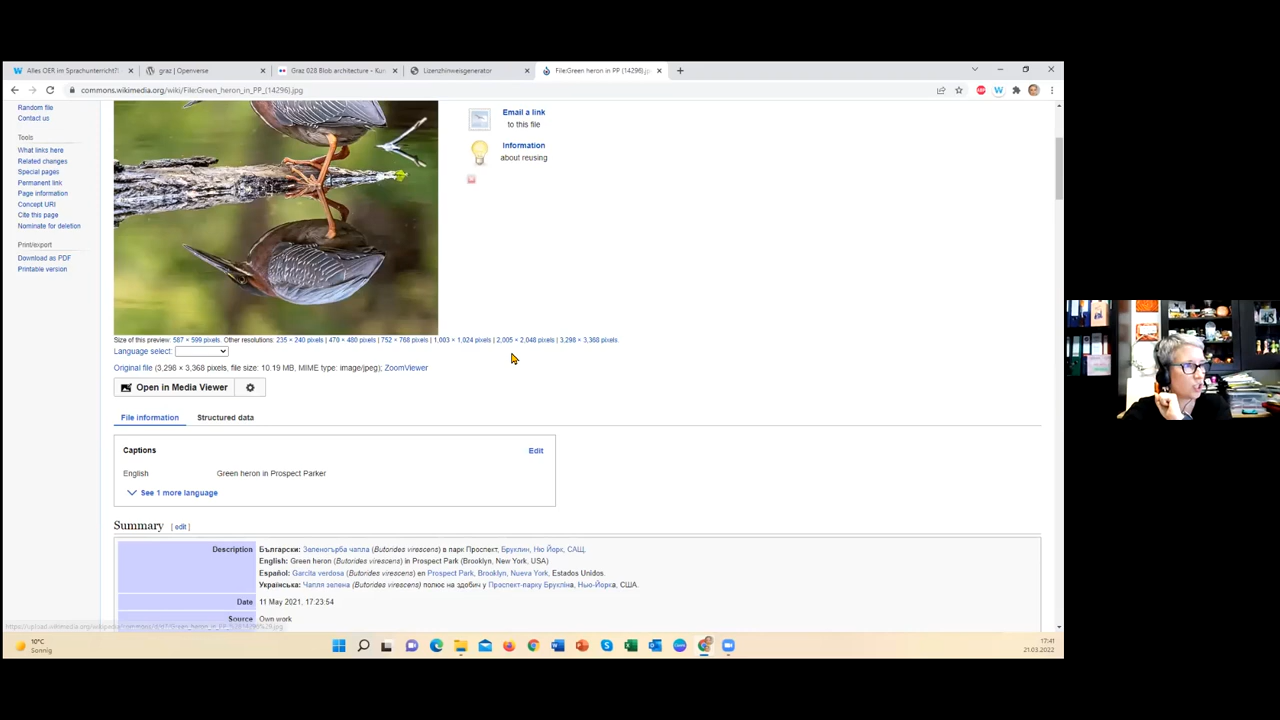 Alles OER im Sprachunterricht?
graz | Openverse
Graz 028 Blob architecture - Kun
Lizenzhinweisgenerator
File:Green heron in PP (14296).jp
commons.wikimedia.org/wiki/File:Green_heron_in_PP_(14296).jpg
Random file
Contact us
Tools
What links here
Related changes
Special pages
Permanent link
Page information
Concept URI
Cite this page
Nominate for deletion
Print/export
Download as PDF
Printable version
Email a link
to this file
Information
about reusing
Size of this preview: 587 × 599 pixels. Other resolutions: 235 × 240 pixels | 470 × 480 pixels | 752 × 768 pixels | 1,003 × 1,024 pixels | 2,005 × 2,048 pixels | 3,298 × 3,368 pixels.
Language select:
Original file (3,298 × 3,368 pixels, file size: 10.19 MB, MIME type: image/jpeg); ZoomViewer
Open in Media Viewer
File information
Structured data
Captions
Edit
English Green heron in Prospect Parker
See 1 more language
Summary [ edit ]
Description
Български: Зеленогърба чапла (Butorides virescens) в парк Проспект, Бруклин, Ню Йорк, САЩ.
English: Green heron (Butorides virescens) in Prospect Park (Brooklyn, New York, USA)
Español: Garcita verdosa (Butorides virescens) en Prospect Park, Brooklyn, Nueva York, Estados Unidos.
Українська: Чапля зелена (Butorides virescens) полює на здобич у Проспект-парку Брукліна, Нью-Йорка, США.
Date 11 May 2021, 17:23:54
Source Own work
10°C
Sonnig
17:41
21.03.2022